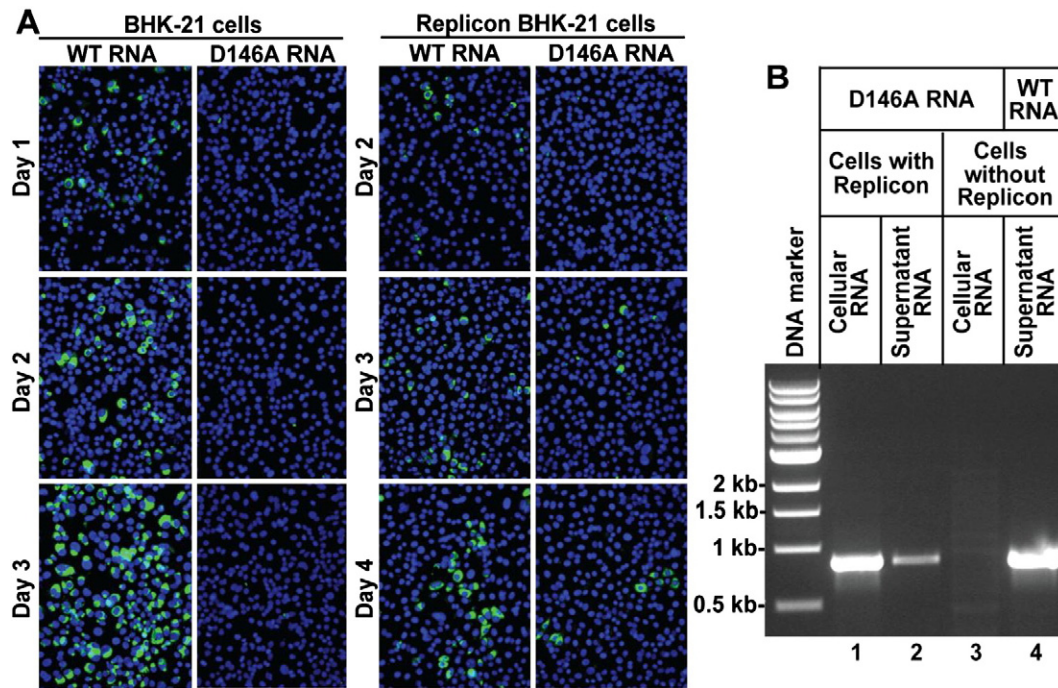 A
BHK-21 cells
Replicon BHK-21 cells
WT RNA
D146A RNA
WT RNA
D146A RNA
Day 1
Day 2
Day 3
Day 2
Day 3
Day 4
B
D146A RNA
WT
RNA
Cells with
Replicon
Cells
without
Replicon
DNA marker
Cellular
RNA
Supernatant
RNA
Cellular
RNA
Supernatant
RNA
2 kb
1.5 kb
1 kb
0.5 kb
1
2
3
4